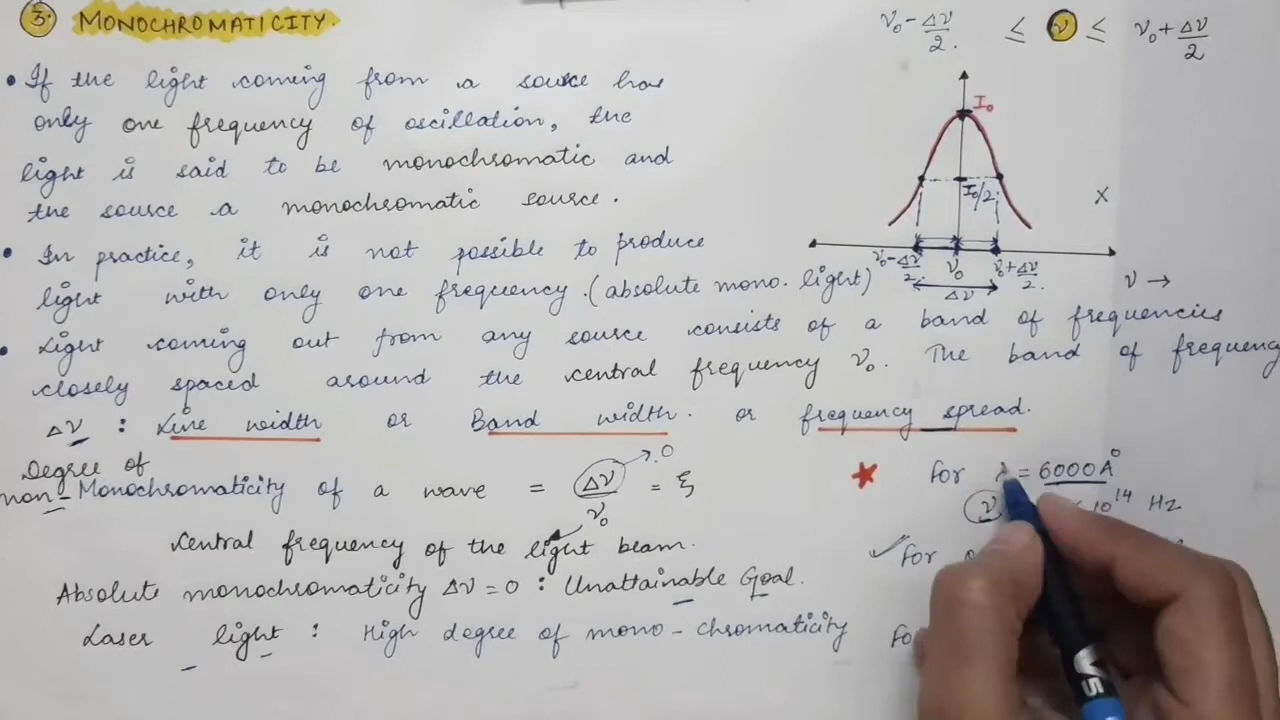 3. MONOCHROMATICITY.
ν₀ - Δν/2. ≤ ν ≤ ν₀ + Δν/2
• If the light coming from a source has
only one frequency of oscillation, the
light is said to be monochromatic and
the source a monochromatic source.
I₀
I₀/2
X
ν₀ - Δν/2. ν₀ ν₀ + Δν/2.
Δν
ν →
• In practice, it is not possible to produce
light with only one frequency. (absolute mono. light)
• Light coming out from any source consists of a band of frequencies
closely spaced around the central frequency ν₀. The band of frequency
Δν : Line width or Band width. or frequency spread.
Degree of
non-Monochromaticity of a wave = Δν/ν₀ = ξ
→.0
Central frequency of the light beam.
Absolute monochromaticity Δν = 0 : Unattainable Goal.
Laser light : High degree of mono-chromaticity
★ For λ = 6000 A°
ν 10¹⁴ Hz
✓ For
Fo